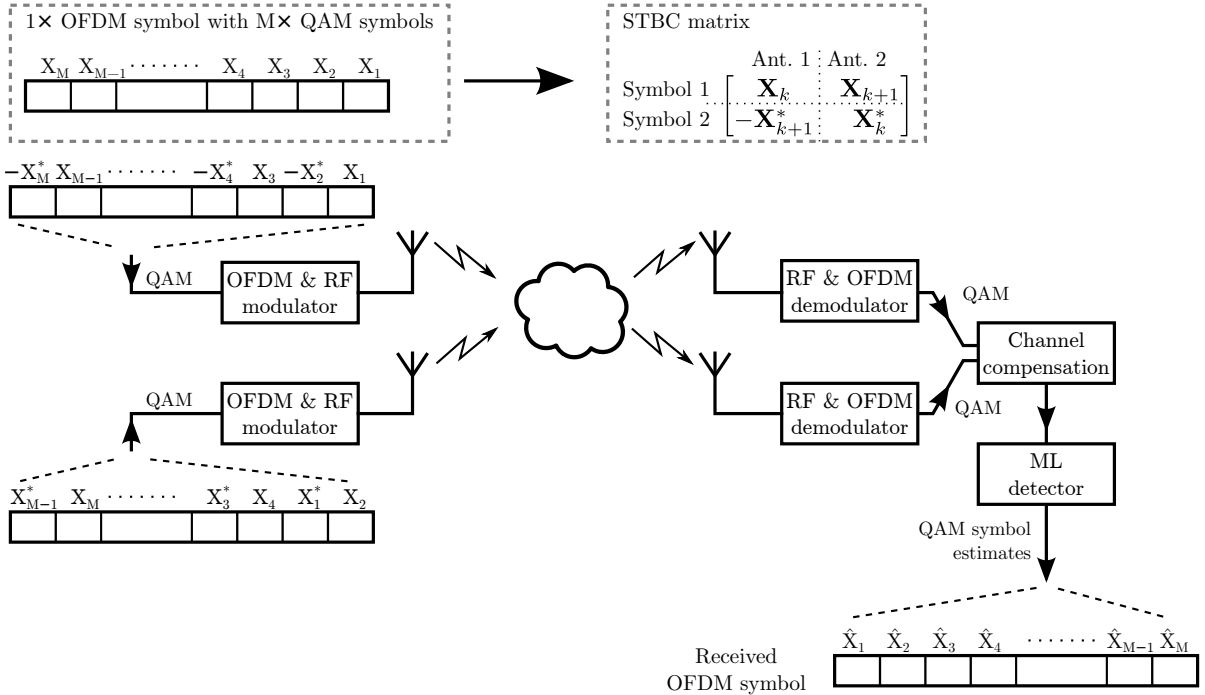 1× OFDM symbol with M× QAM symbols
X_M X_{M−1} ········ X_4 X_3 X_2 X_1
STBC matrix
Ant. 1 Ant. 2
Symbol 1 X_k X_{k+1}
Symbol 2 −X*_{k+1} X*_k
−X*_M X_{M−1} ······· −X*_4 X_3 −X*_2 X_1
QAM
OFDM & RF
modulator
QAM
OFDM & RF
modulator
X*_{M−1} X_M ······· X*_3 X_4 X*_1 X_2
RF & OFDM
demodulator
QAM
RF & OFDM
demodulator
QAM
Channel
compensation
ML
detector
QAM symbol
estimates
X̂_1 X̂_2 X̂_3 X̂_4 ········ X̂_{M−1} X̂_M
Received
OFDM symbol